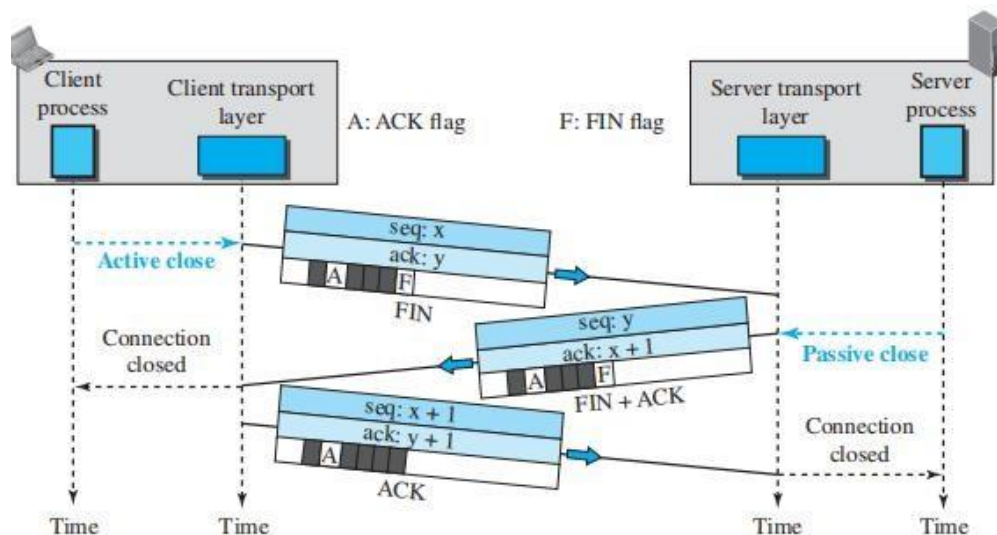 Client
process
Client transport
layer
A: ACK flag
F: FIN flag
Server transport
layer
Server
process
Active close
seq: x
ack: y
A F
FIN
Connection
closed
seq: y
ack: x + 1
A F
FIN + ACK
Passive close
seq: x + 1
ack: y + 1
A
ACK
Connection
closed
Time
Time
Time
Time